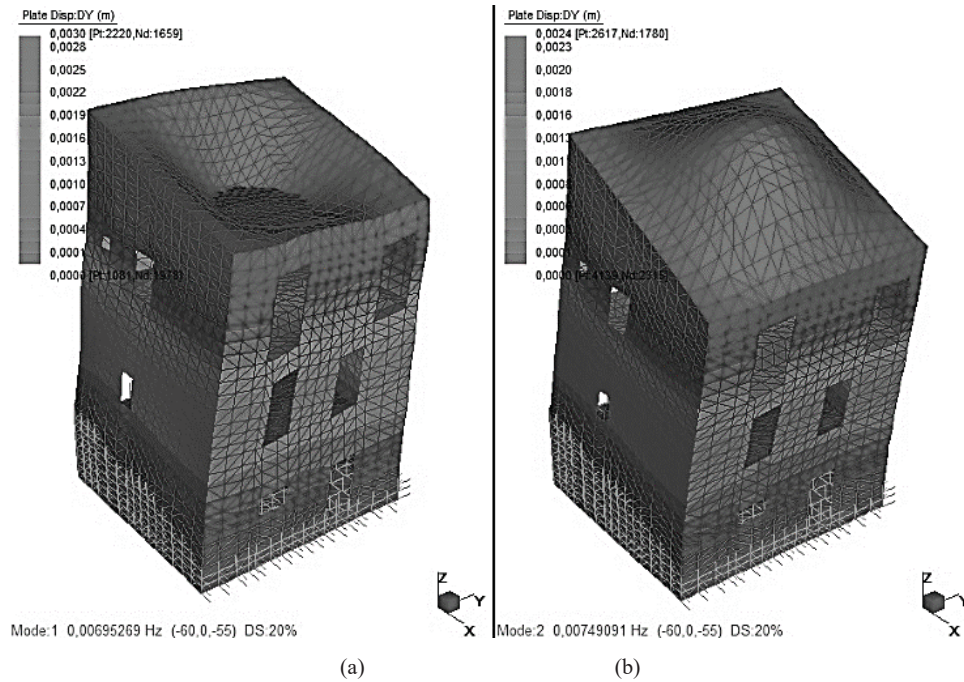 Plate Disp:DY (m)
0,0030 [Pt:2220,Nd:1659]
0,0028
0,0025
0,0022
0,0019
0,0016
0,0013
0,0010
0,0007
0,0004
0,0001
Z
Y
X
Mode:1 0,00695269 Hz (-60,0,-55) DS:20%
(a)
Plate Disp:DY (m)
0,0024 [Pt:2617,Nd:1780]
0,0023
0,0020
0,0018
0,0016
0,0008
Z
Y
X
Mode:2 0,00749091 Hz (-60,0,-55) DS:20%
(b)